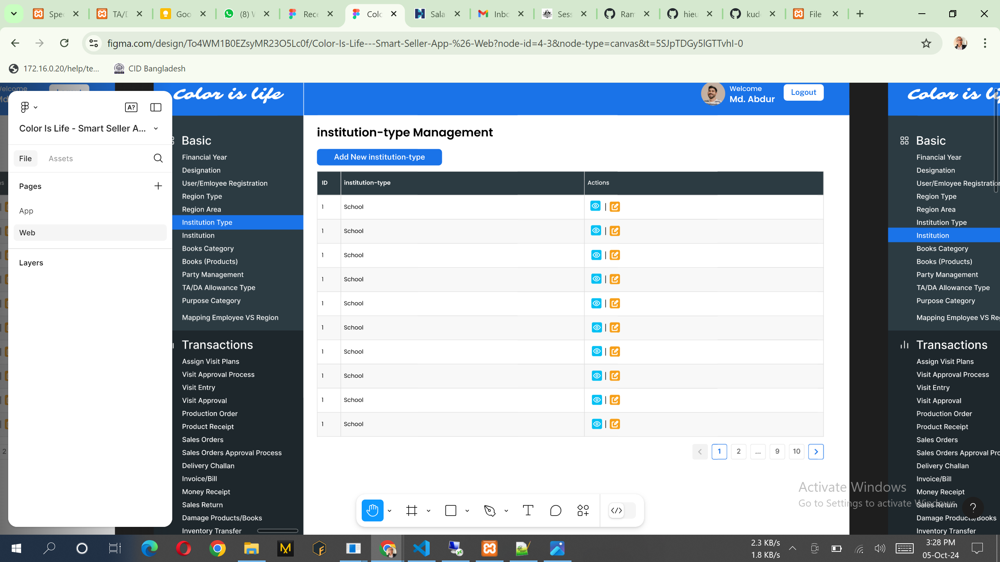 Spec
TA/D
Goo
(8) W
Rece
Colo
Sala
Inbo
Sess
Ram
hieu
kud
File
figma.com/design/To4WM1B0EZsyMR23O5Lc0f/Color-Is-Life---Smart-Seller-App-%26-Web?node-id=4-3&node-type=canvas&t=5SJpTDGy5lGTTvhI-0
172.16.0.20/help/te...
CID Bangladesh
A?
Color Is Life - Smart Seller A...
File
Assets
Pages
App
Web
Layers
Color is life
Welcome
Md. Abdur
Logout
Basic
Financial Year
Designation
User/Emloyee Registration
Region Type
Region Area
Institution Type
Institution
Books Category
Books (Products)
Party Management
TA/DA Allowance Type
Purpose Category
Mapping Employee VS Region
Transactions
Assign Visit Plans
Visit Approval Process
Visit Entry
Visit Approval
Production Order
Product Receipt
Sales Orders
Sales Orders Approval Process
Delivery Challan
Invoice/Bill
Money Receipt
Sales Return
Damage Products/Books
Inventory Transfer
institution-type Management
Add New institution-type
ID institution-type Actions
1 School |
1 School |
1 School |
1 School |
1 School |
1 School |
1 School |
1 School |
1 School |
1 School |
1 2 ... 9 10
Color is li
Basic
Financial Year
Designation
User/Emloyee Registration
Region Type
Region Area
Institution Type
Institution
Books Category
Books (Products)
Party Management
TA/DA Allowance Type
Purpose Category
Mapping Employee VS Re
Transactions
Assign Visit Plans
Visit Approval Process
Visit Entry
Visit Approval
Production Order
Product Receipt
Sales Orders
Sales Orders Approval Pro
Delivery Challan
Invoice/Bill
Money Receipt
Sales Return
Damage Products/Books
Inventory Transfer
Activate Windows
Go to Settings to activate Windows.
?
2.3 KB/s
1.8 KB/s
3:28 PM
05-Oct-24